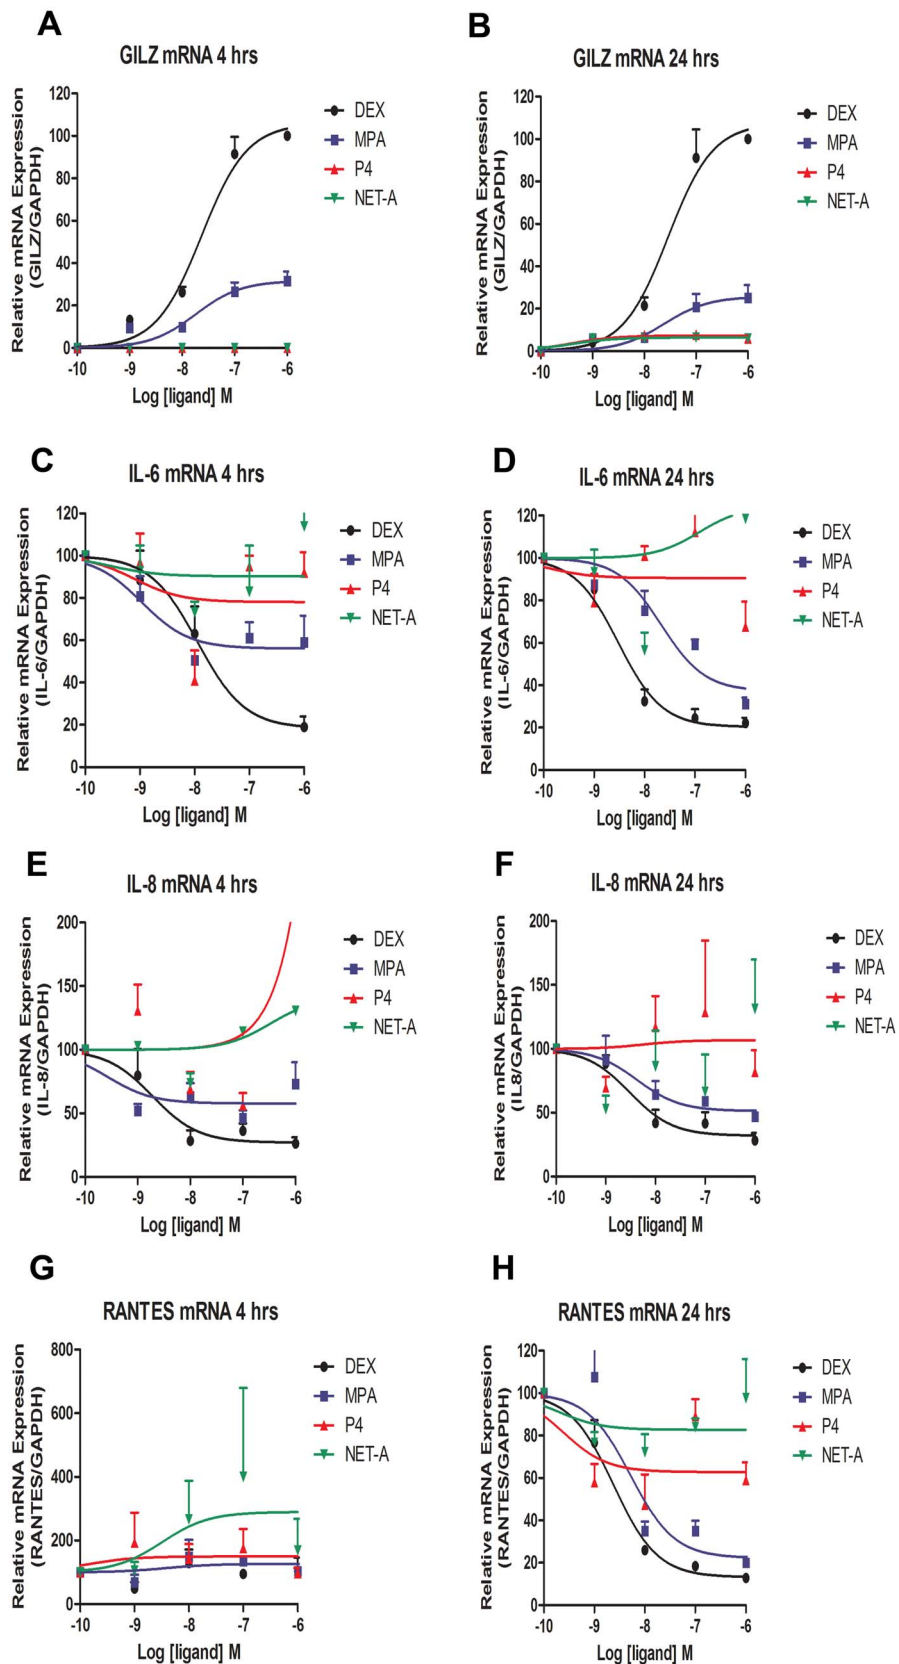 A
GILZ mRNA 4 hrs
Relative mRNA Expression
(GILZ/GAPDH)
120
100
80
60
40
20
0
-10 -9 -8 -7 -6
Log [ligand] M
DEX
MPA
P4
NET-A
B
GILZ mRNA 24 hrs
Relative mRNA Expression
(GILZ/GAPDH)
120
100
80
60
40
20
0
-10 -9 -8 -7 -6
Log [ligand] M
DEX
MPA
P4
NET-A
C
IL-6 mRNA 4 hrs
Relative mRNA Expression
(IL-6/GAPDH)
120
100
80
60
40
20
0
-10 -9 -8 -7 -6
Log [ligand] M
DEX
MPA
P4
NET-A
D
IL-6 mRNA 24 hrs
Relative mRNA Expression
(IL-6/GAPDH)
120
100
80
60
40
20
0
-10 -9 -8 -7 -6
Log [ligand] M
DEX
MPA
P4
NET-A
E
IL-8 mRNA 4 hrs
Relative mRNA Expression
(IL-8/GAPDH)
200
150
100
50
0
-10 -9 -8 -7 -6
Log [ligand] M
DEX
MPA
P4
NET-A
F
IL-8 mRNA 24 hrs
Relative mRNA Expression
(IL8/GAPDH)
200
150
100
50
0
-10 -9 -8 -7 -6
Log [ligand] M
DEX
MPA
P4
NET-A
G
RANTES mRNA 4 hrs
Relative mRNA Expression
(RANTES/GAPDH)
800
600
400
200
0
-10 -9 -8 -7 -6
Log [ligand] M
DEX
MPA
P4
NET-A
H
RANTES mRNA 24 hrs
Relative mRNA Expression
(RANTES/GAPDH)
120
100
80
60
40
20
0
-10 -9 -8 -7 -6
Log [ligand] M
DEX
MPA
P4
NET-A